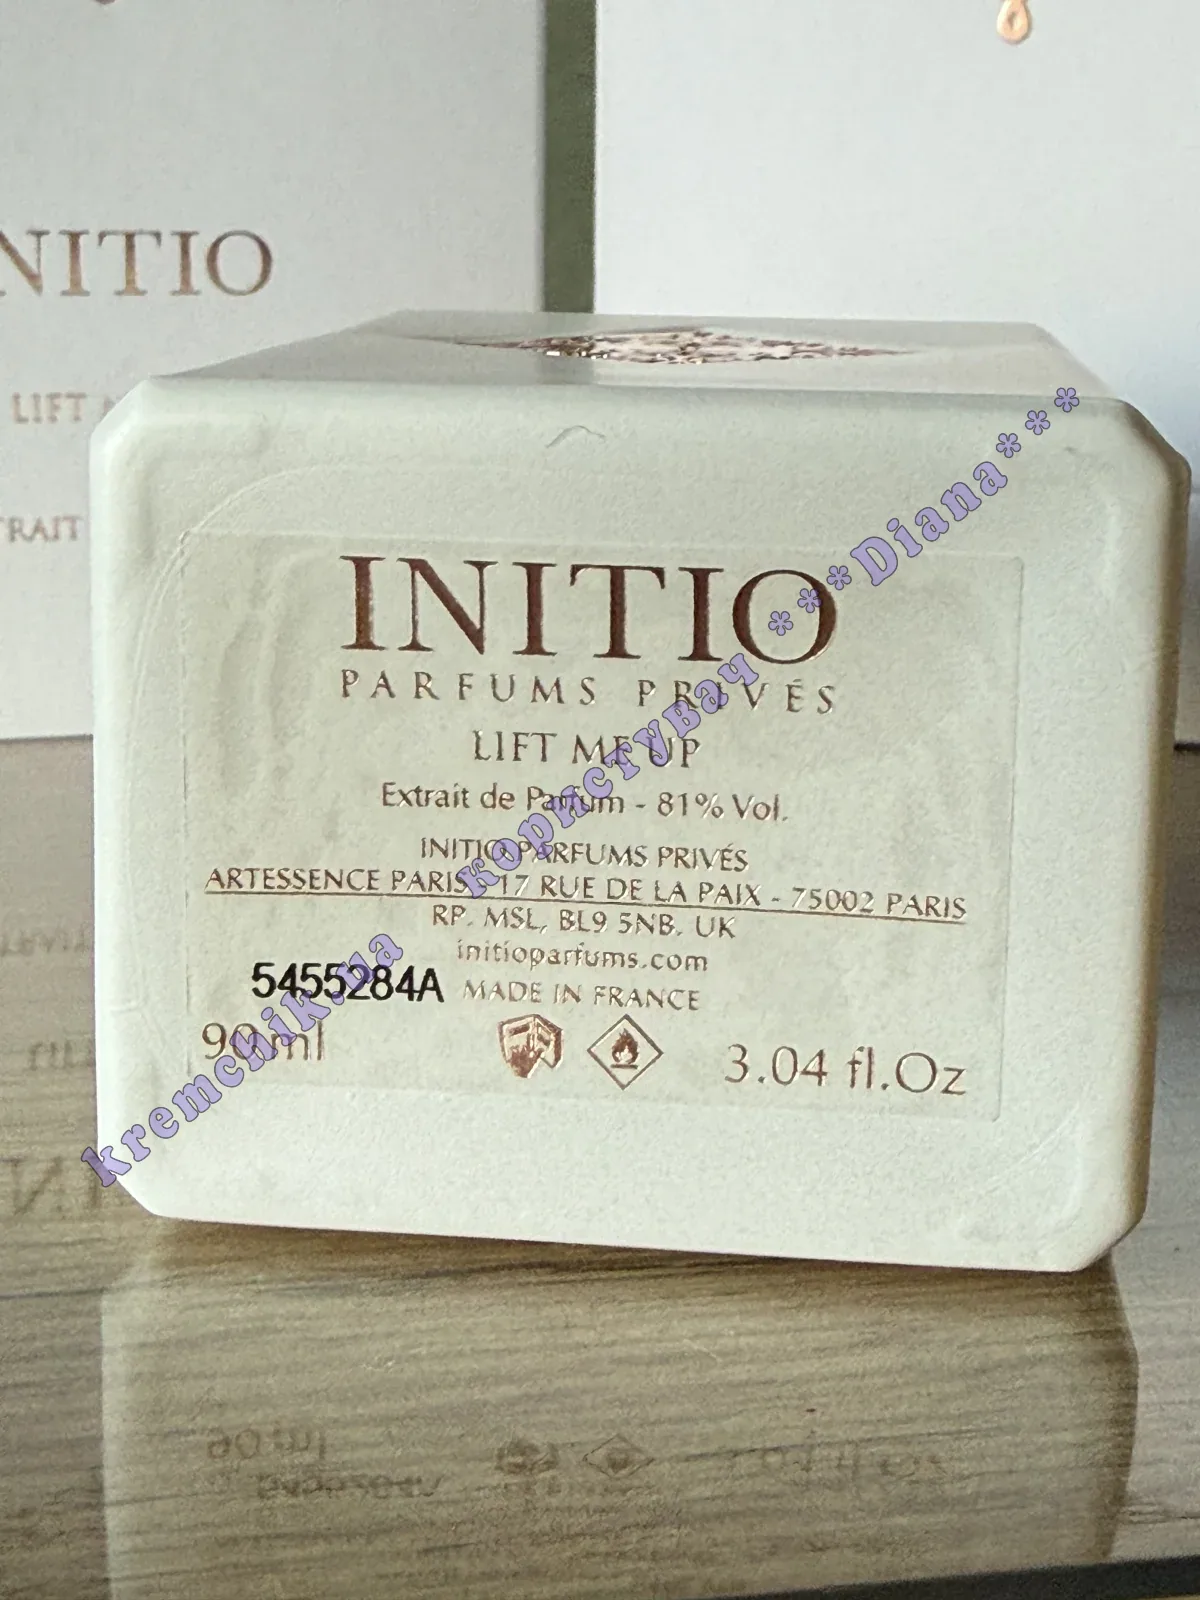 NITIO
LIFT
TRAIT
INITIO
PARFUMS PRIVÉS
LIFT ME UP
Extrait de Parfum - 81% Vol.
INITIO PARFUMS PRIVÉS
ARTESSENCE PARIS - 17 RUE DE LA PAIX - 75002 PARIS
RP. MSL, BL9 5NB. UK
initioparfums.com
5455284A MADE IN FRANCE
90ml
3.04 fl.Oz
kremchik.ua користувач ***Diana***